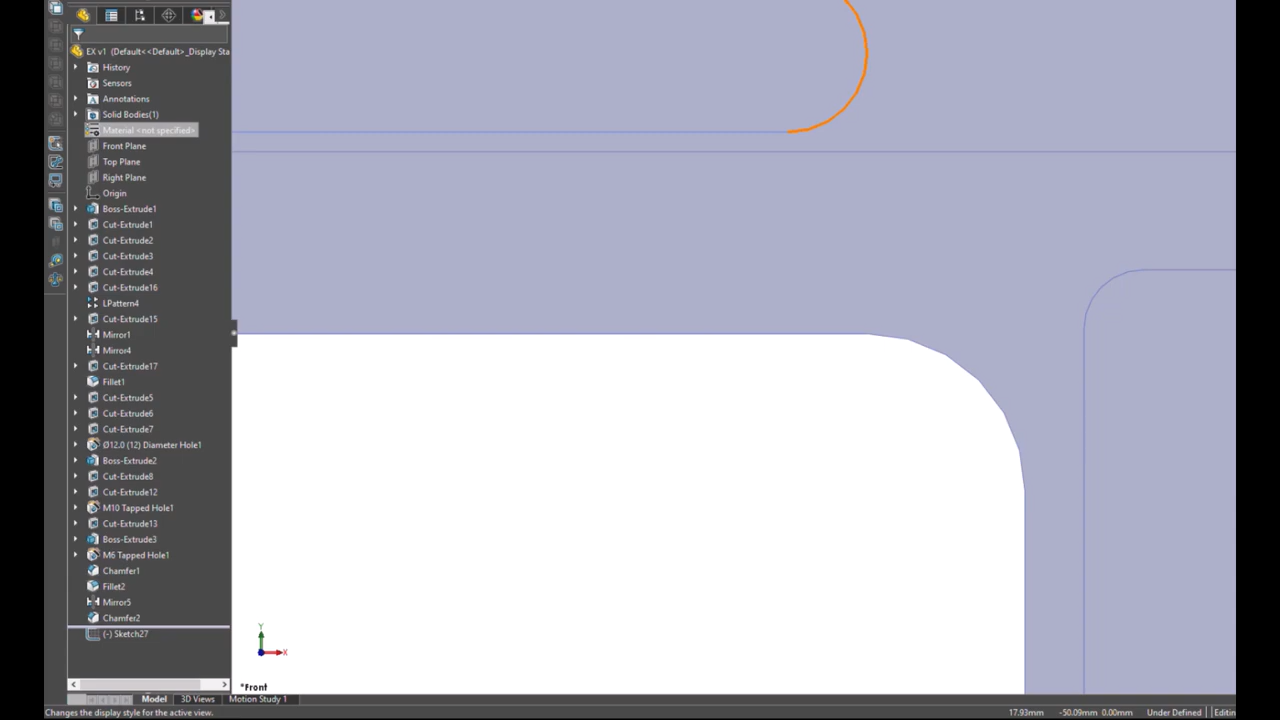 EX v1 (Default<<Default>_Display Sta
History
Sensors
Annotations
Solid Bodies(1)
Material <not specified>
Front Plane
Top Plane
Right Plane
Origin
Boss-Extrude1
Cut-Extrude1
Cut-Extrude2
Cut-Extrude3
Cut-Extrude4
Cut-Extrude16
LPattern4
Cut-Extrude15
Mirror1
Mirror4
Cut-Extrude17
Fillet1
Cut-Extrude5
Cut-Extrude6
Cut-Extrude7
Ø12.0 (12) Diameter Hole1
Boss-Extrude2
Cut-Extrude8
Cut-Extrude12
M10 Tapped Hole1
Cut-Extrude13
Boss-Extrude3
M6 Tapped Hole1
Chamfer1
Fillet2
Mirror5
Chamfer2
(-) Sketch27
Y
X
*Front
Model 3D Views Motion Study 1
Changes the display style for the active view. 17.93mm -50.09mm 0.00mm Under Defined Editin